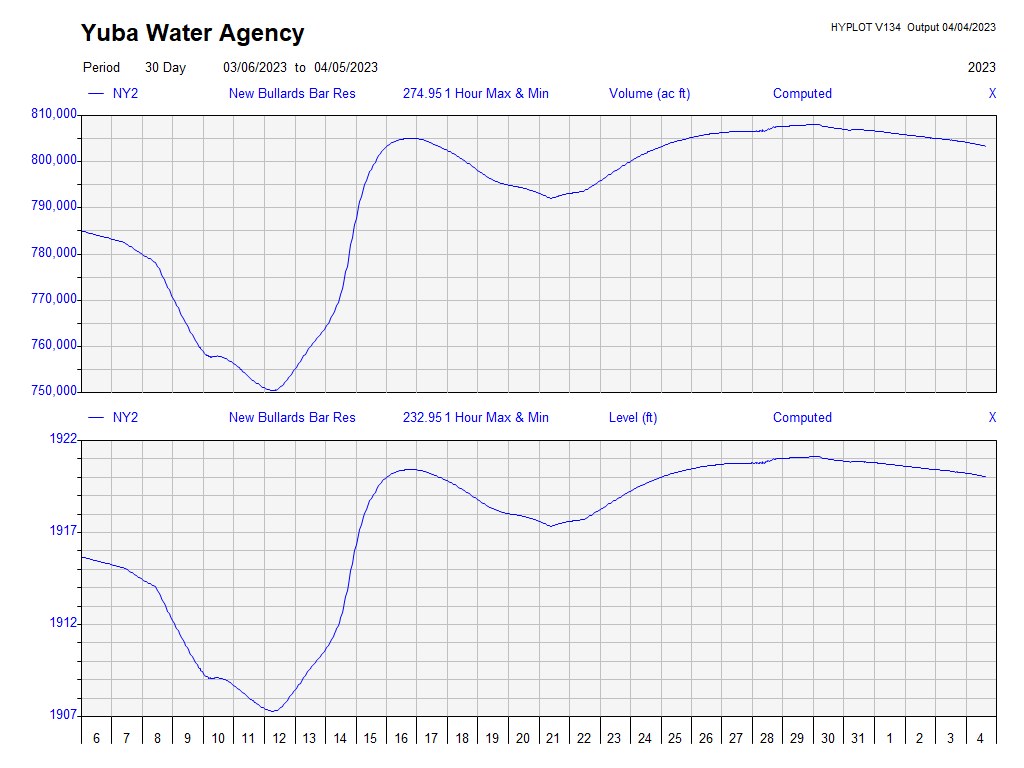 Yuba Water Agency
HYPLOT V134 Output 04/04/2023
Period 30 Day 03/06/2023 to 04/05/2023 2023
NY2 New Bullards Bar Res 274.95 1 Hour Max & Min Volume (ac ft) Computed X
810,000
800,000
790,000
780,000
770,000
760,000
750,000
NY2 New Bullards Bar Res 232.95 1 Hour Max & Min Level (ft) Computed X
1922
1917
1912
1907
6 7 8 9 10 11 12 13 14 15 16 17 18 19 20 21 22 23 24 25 26 27 28 29 30 31 1 2 3 4